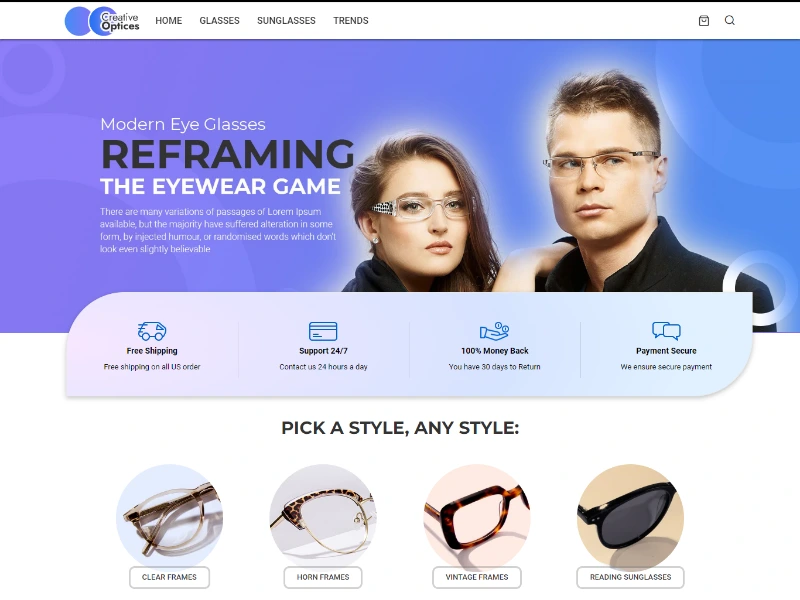 Creative
Optices
HOME
GLASSES
SUNGLASSES
TRENDS
Modern Eye Glasses
REFRAMING
THE EYEWEAR GAME
There are many variations of passages of Lorem Ipsum
available, but the majority have suffered alteration in some
form, by injected humour, or randomised words which don't
look even slightly believable
Free Shipping
Free shipping on all US order
Support 24/7
Contact us 24 hours a day
100% Money Back
You have 30 days to Return
Payment Secure
We ensure secure payment
PICK A STYLE, ANY STYLE:
CLEAR FRAMES
HORN FRAMES
VINTAGE FRAMES
READING SUNGLASSES